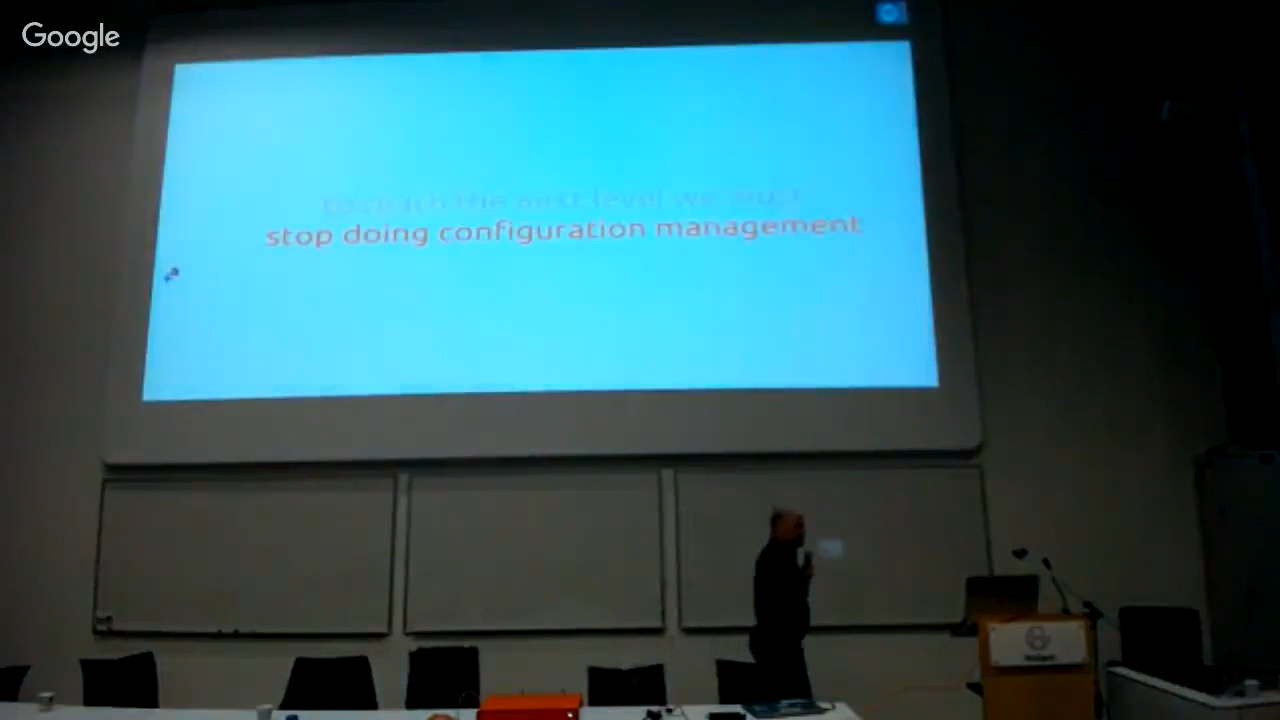 Google
to reach the next level we must
stop doing configuration management